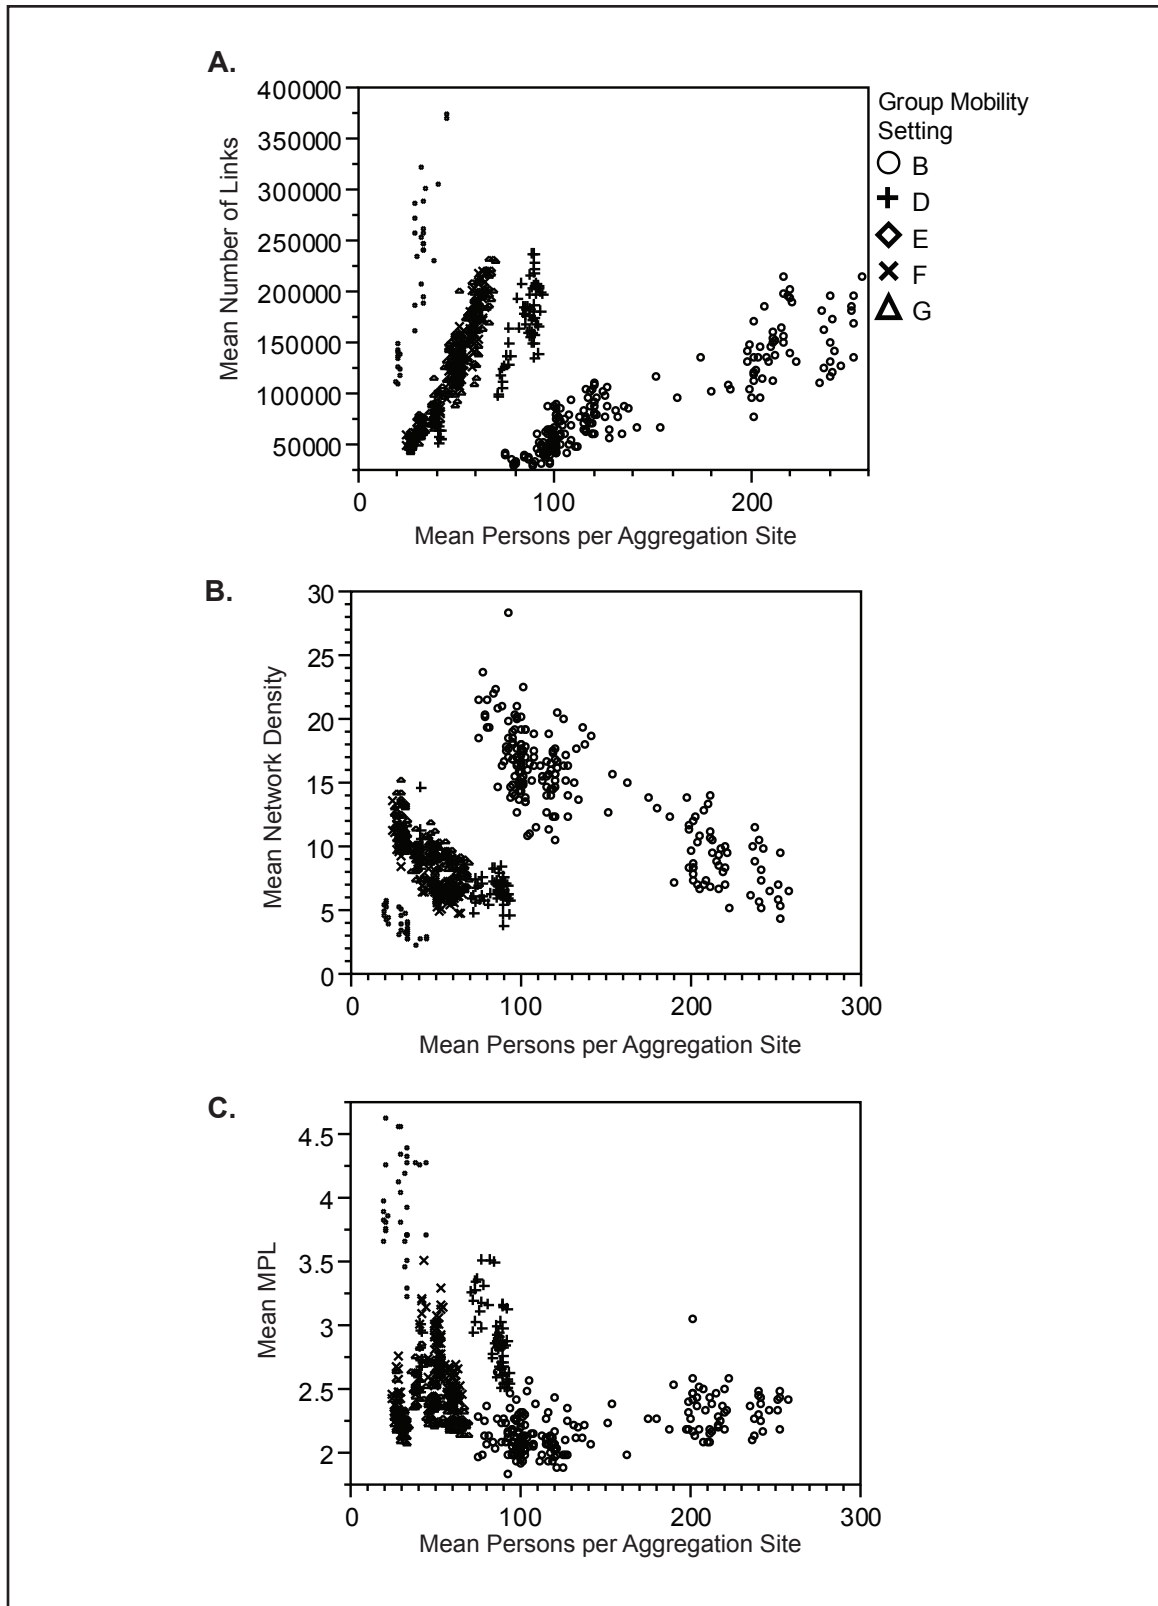 A.
400000
350000
300000
250000
200000
150000
100000
50000
Mean Number of Links
0
100
200
Mean Persons per Aggregation Site
Group Mobility
Setting
B
D
E
F
G
B.
30
25
20
15
10
5
0
Mean Network Density
0
100
200
300
Mean Persons per Aggregation Site
C.
4.5
4
3.5
3
2.5
2
Mean MPL
0
100
200
300
Mean Persons per Aggregation Site